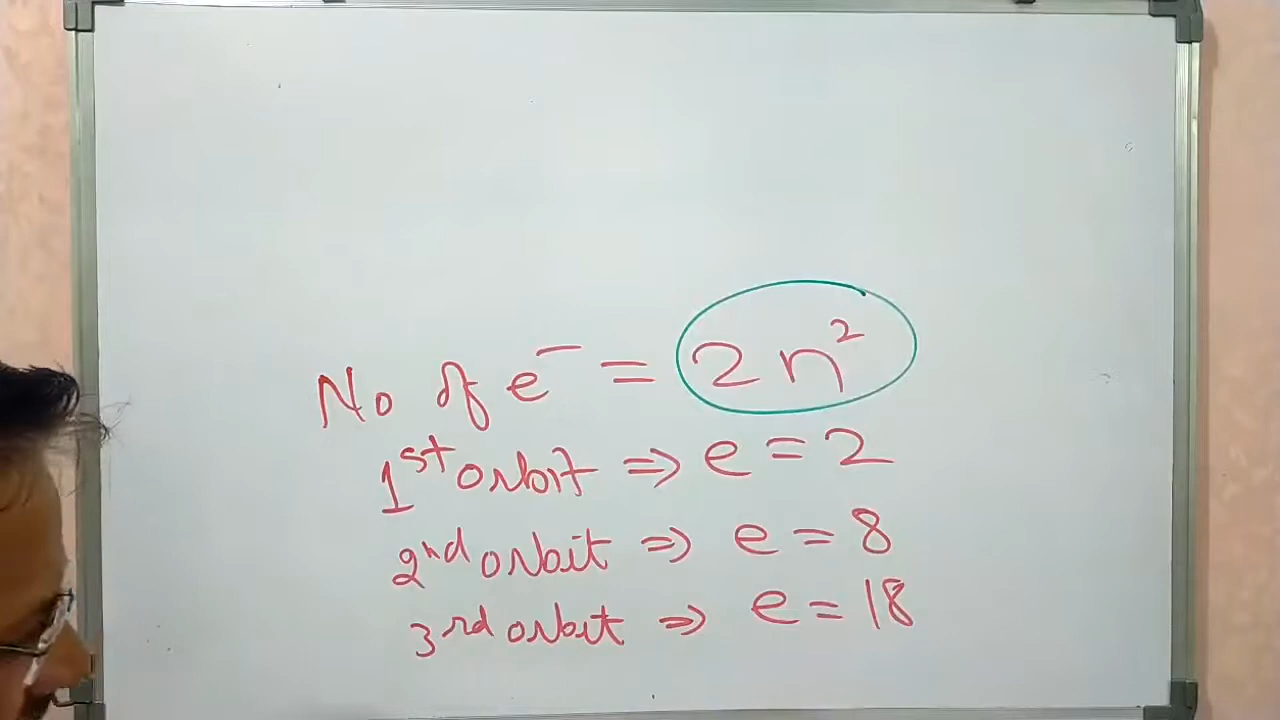 No of e⁻ = 2n²
1st orbit ⇒ e = 2
2nd orbit ⇒ e = 8
3rd orbit ⇒ e = 18